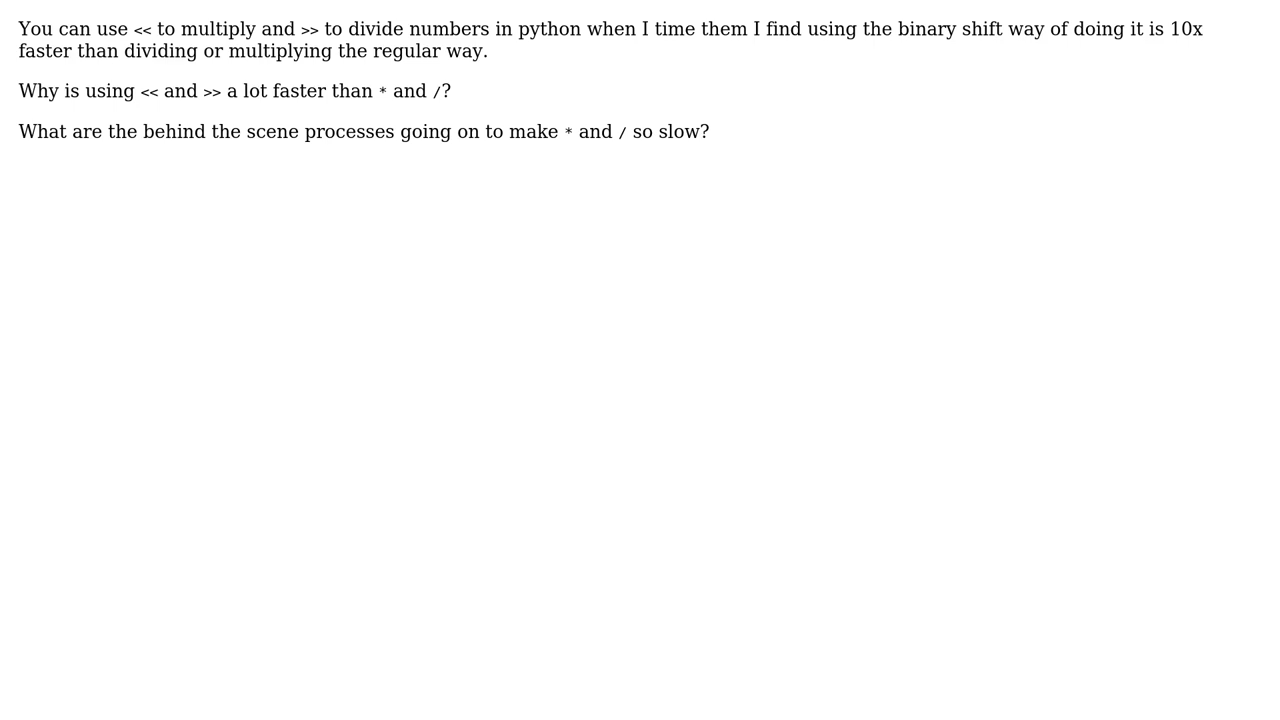 You can use << to multiply and >> to divide numbers in python when I time them I find using the binary shift way of doing it is 10x
faster than dividing or multiplying the regular way.
Why is using << and >> a lot faster than * and /?
What are the behind the scene processes going on to make * and / so slow?